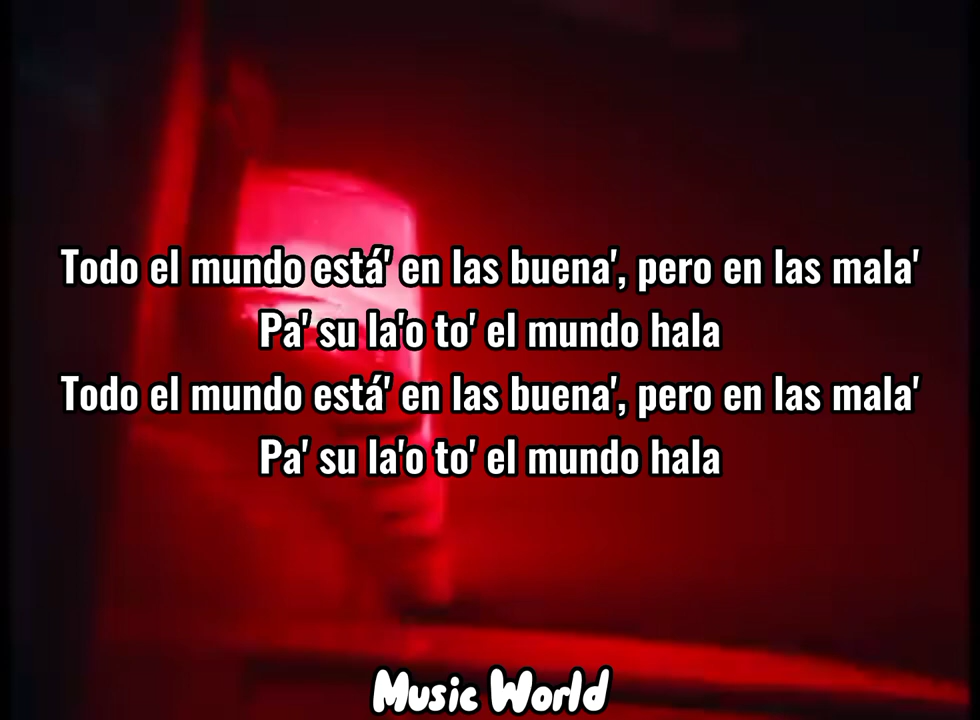 Todo el mundo está' en las buena', pero en las mala'
Pa' su la'o to' el mundo hala
Todo el mundo está' en las buena', pero en las mala'
Pa' su la'o to' el mundo hala
Music World